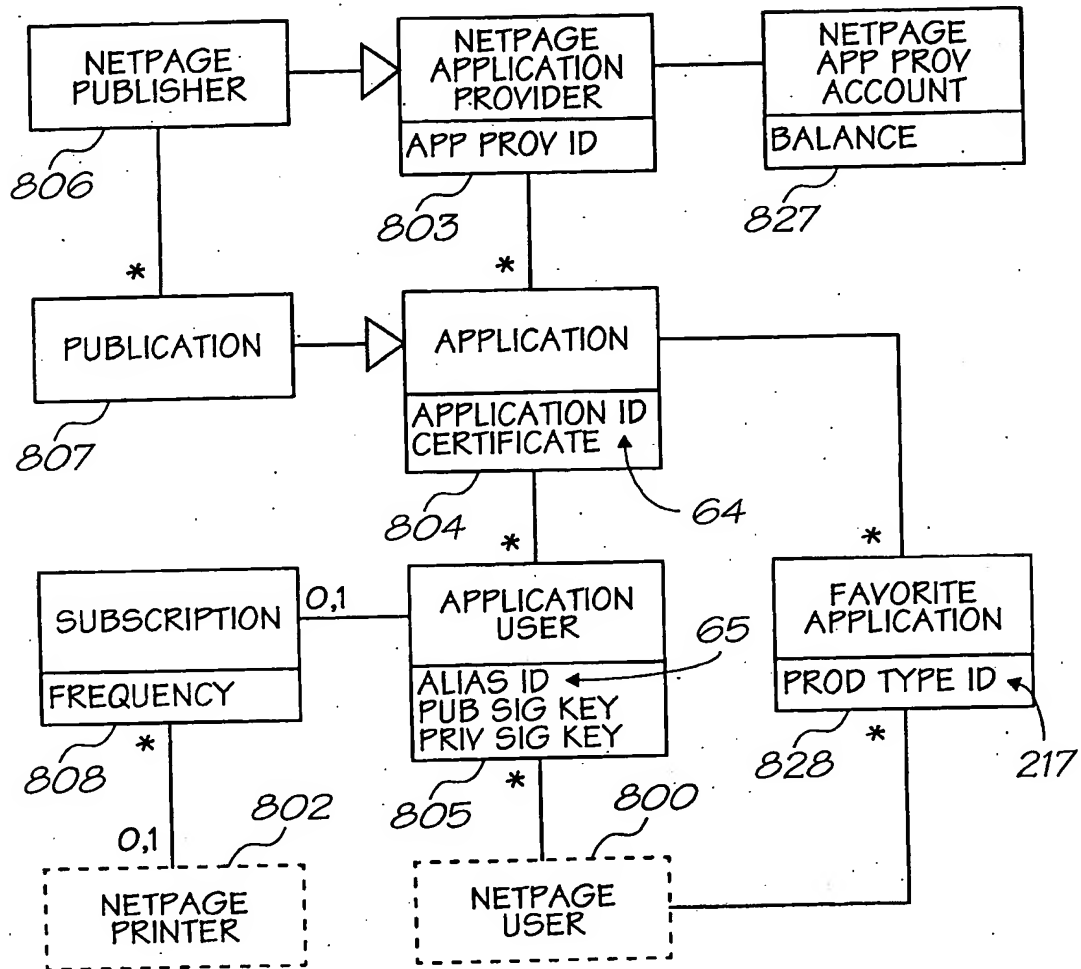 NETPAGE
PUBLISHER
806
NETPAGE
APPLICATION
PROVIDER
APP PROV ID
803
NETPAGE
APP PROV
ACCOUNT
BALANCE
827
*
*
PUBLICATION
807
APPLICATION
APPLICATION ID
CERTIFICATE
804
64
*
*
SUBSCRIPTION
FREQUENCY
808
0,1
APPLICATION
USER
ALIAS ID
PUB SIG KEY
PRIV SIG KEY
805
65
FAVORITE
APPLICATION
PROD TYPE ID
828
217
*
*
*
0,1
802
NETPAGE
PRINTER
800
NETPAGE
USER